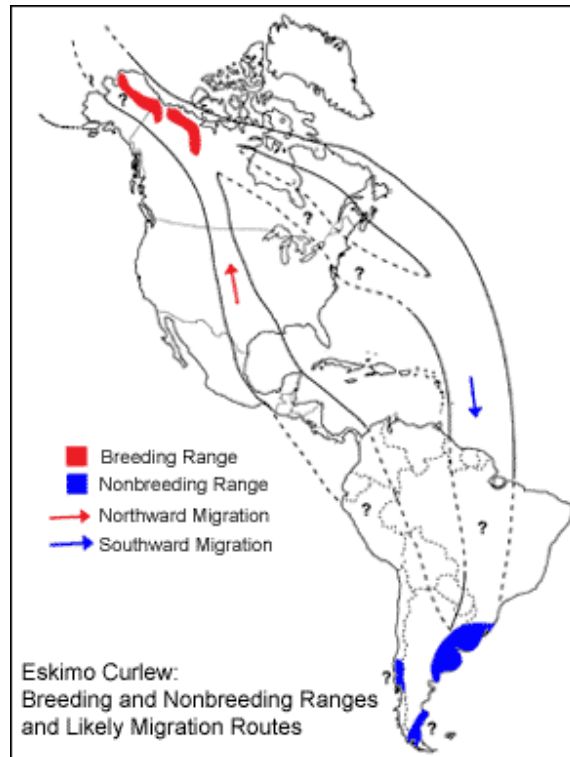 ?
?
?
?
?
Breeding Range
Nonbreeding Range
Northward Migration
Southward Migration
?
?
Eskimo Curlew:
Breeding and Nonbreeding Ranges
and Likely Migration Routes